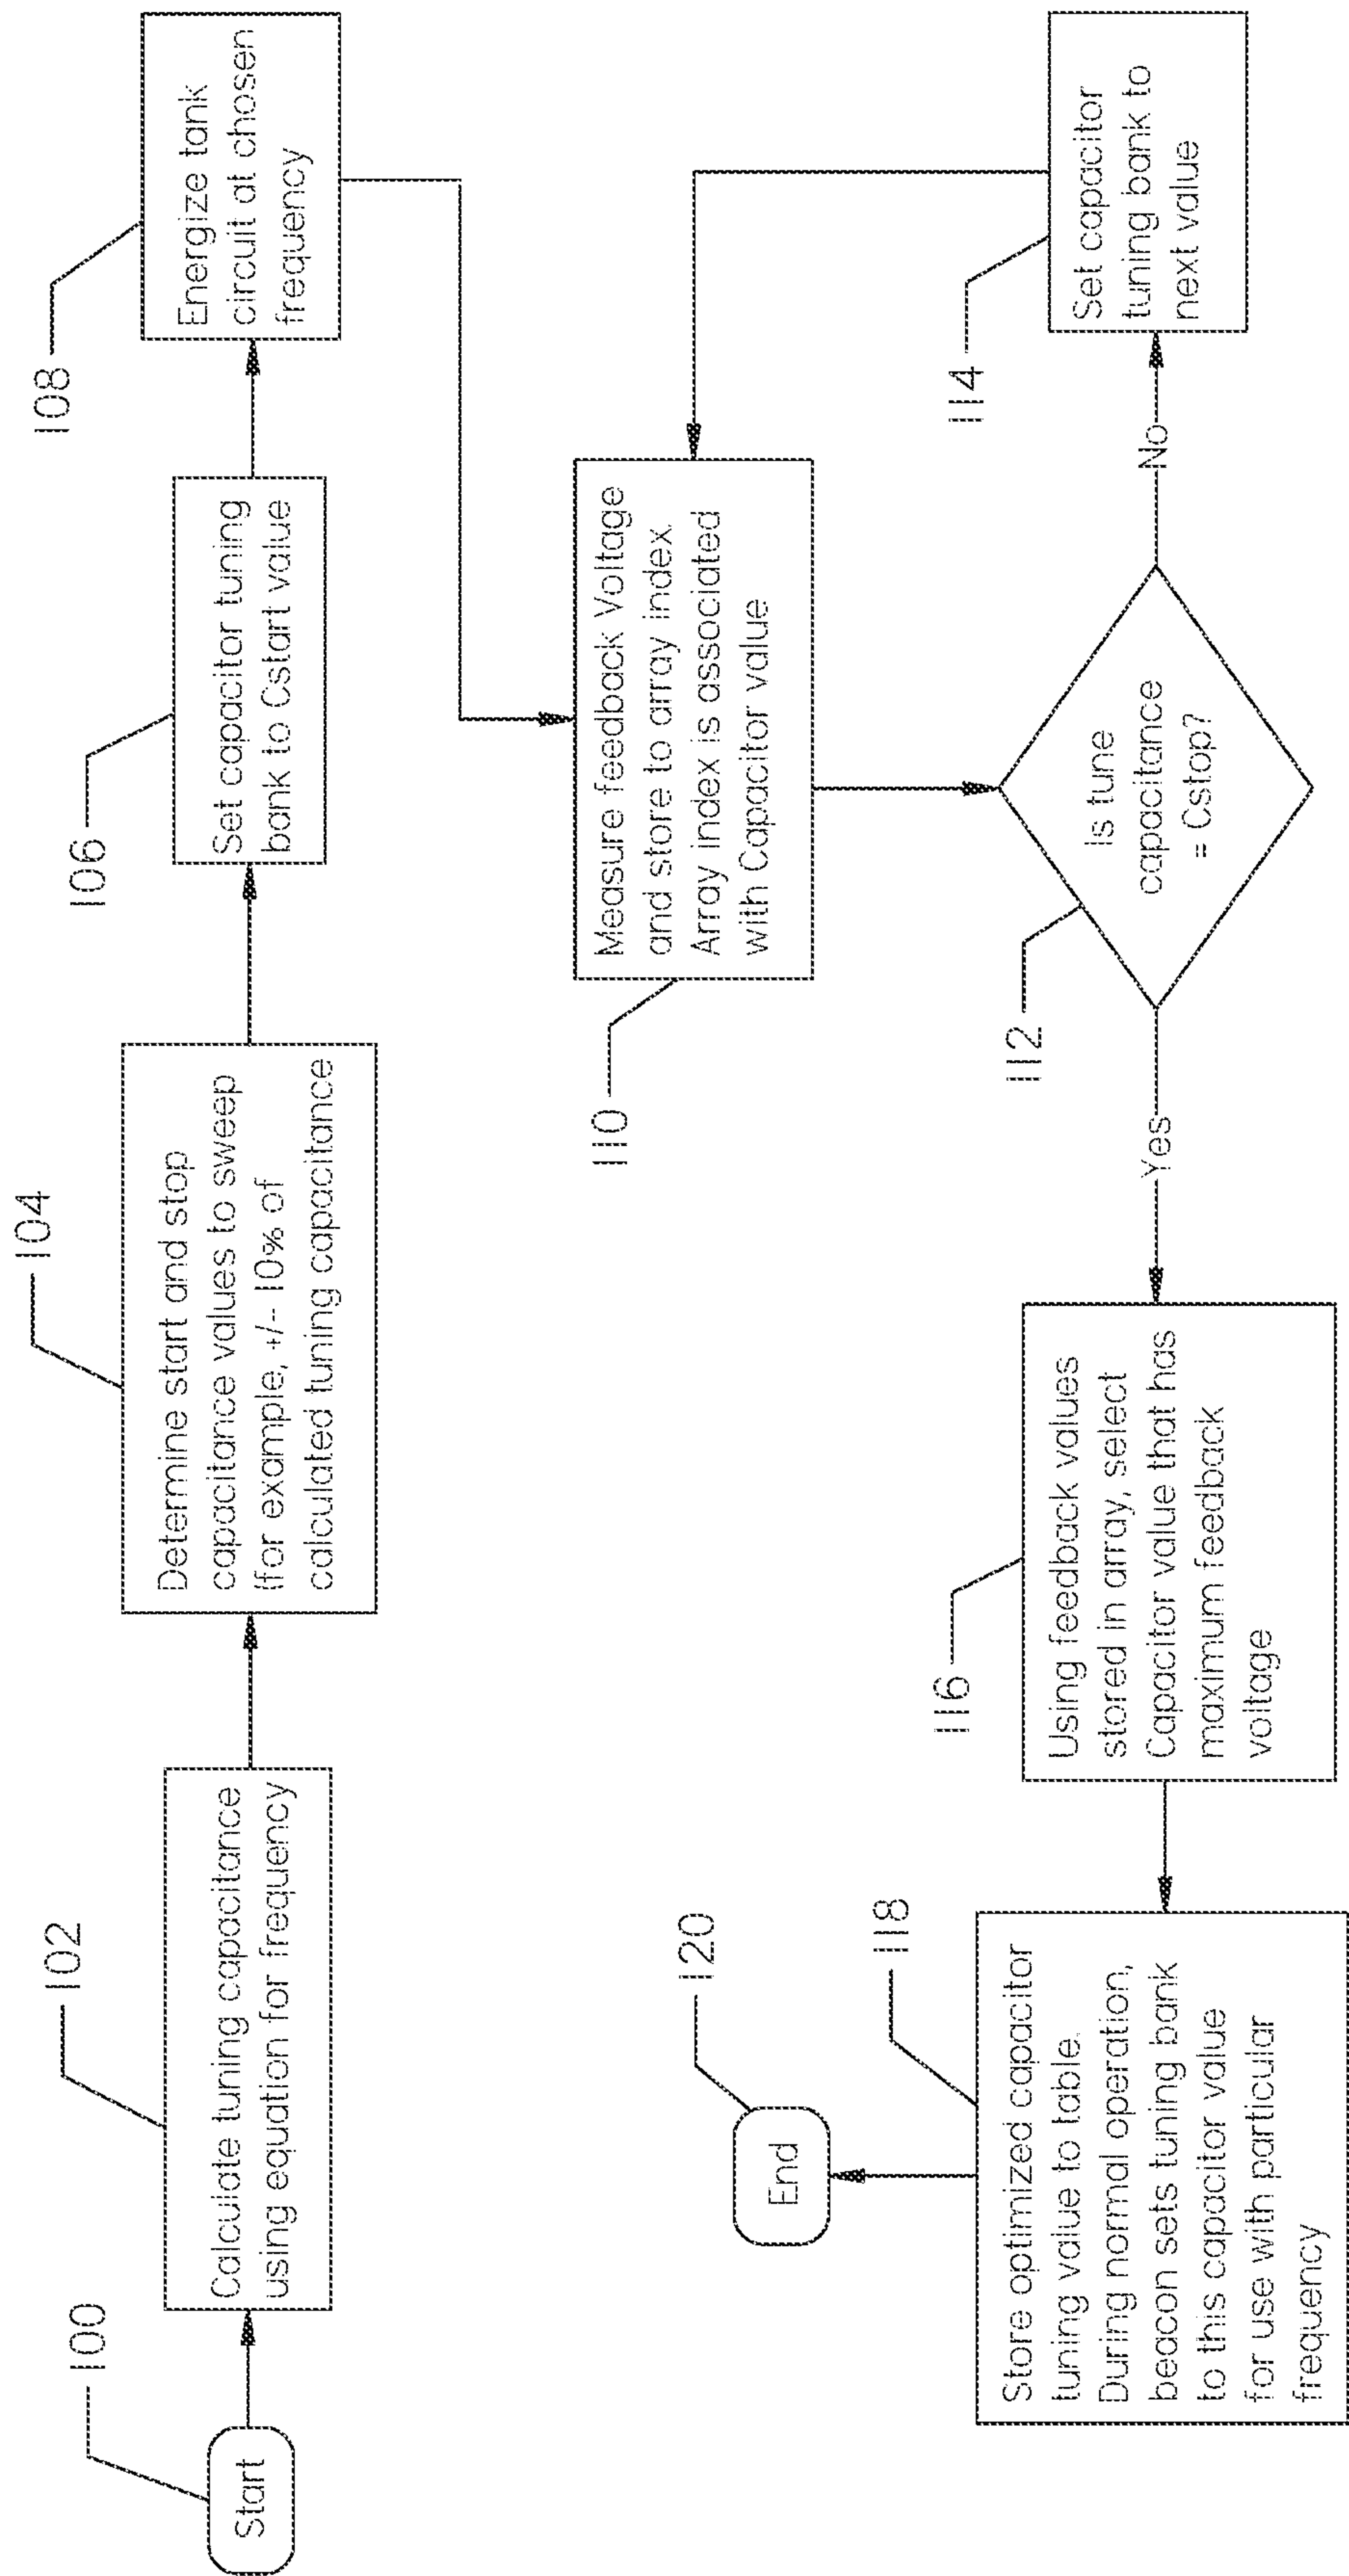 100
Start
102
Calculate tuning capacitance
using equation for frequency
104
Determine start and stop
capacitance values to sweep
(for example, +/- 10% of
calculated tuning capacitance
106
Set capacitor tuning
bank to Cstart value
108
Energize tank
circuit at chosen
frequency
110
Measure feedback Voltage
and store to array index.
Array index is associated
with Capacitor value
112
Is tune
capacitance
= Cstop?
No
114
Set capacitor
tuning bank to
next value
Yes
116
Using feedback values
stored in array, select
Capacitor value that has
maximum feedback
voltage
118
Store optimized capacitor
tuning value to table.
During normal operation,
beacon sets tuning bank
to this capacitor value
for use with particular
frequency
120
End